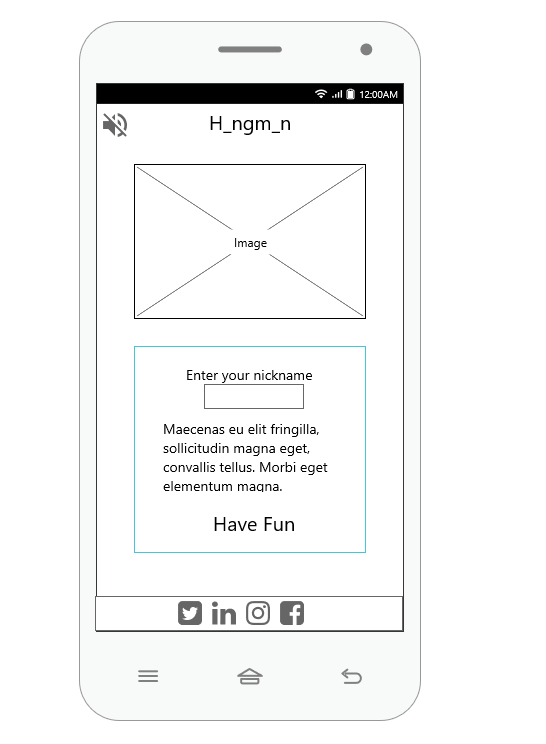 12:00AM
H_ngm_n
Image
Enter your nickname
Maecenas eu elit fringilla,
sollicitudin magna eget,
convallis tellus. Morbi eget
elementum magna.
Have Fun